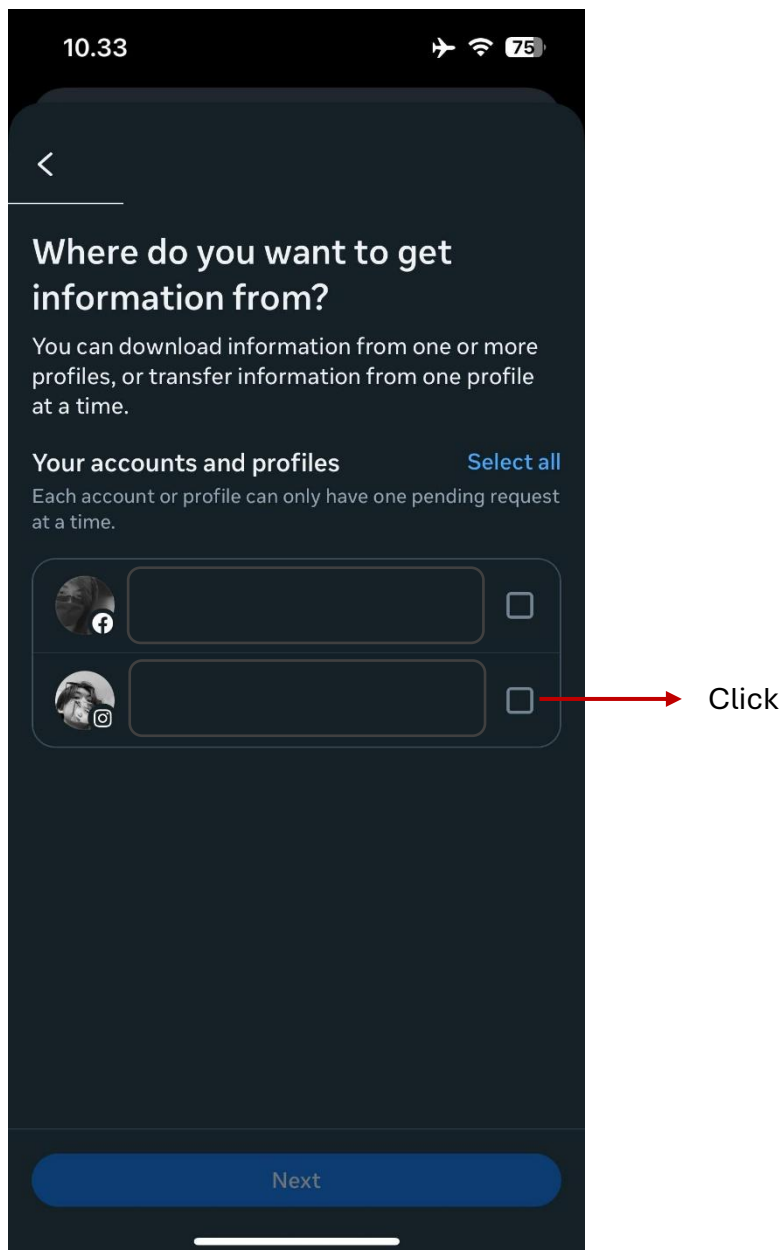 10.33
75
Where do you want to get
information from?
You can download information from one or more
profiles, or transfer information from one profile
at a time.
Your accounts and profiles
Select all
Each account or profile can only have one pending request
at a time.
Click
Next